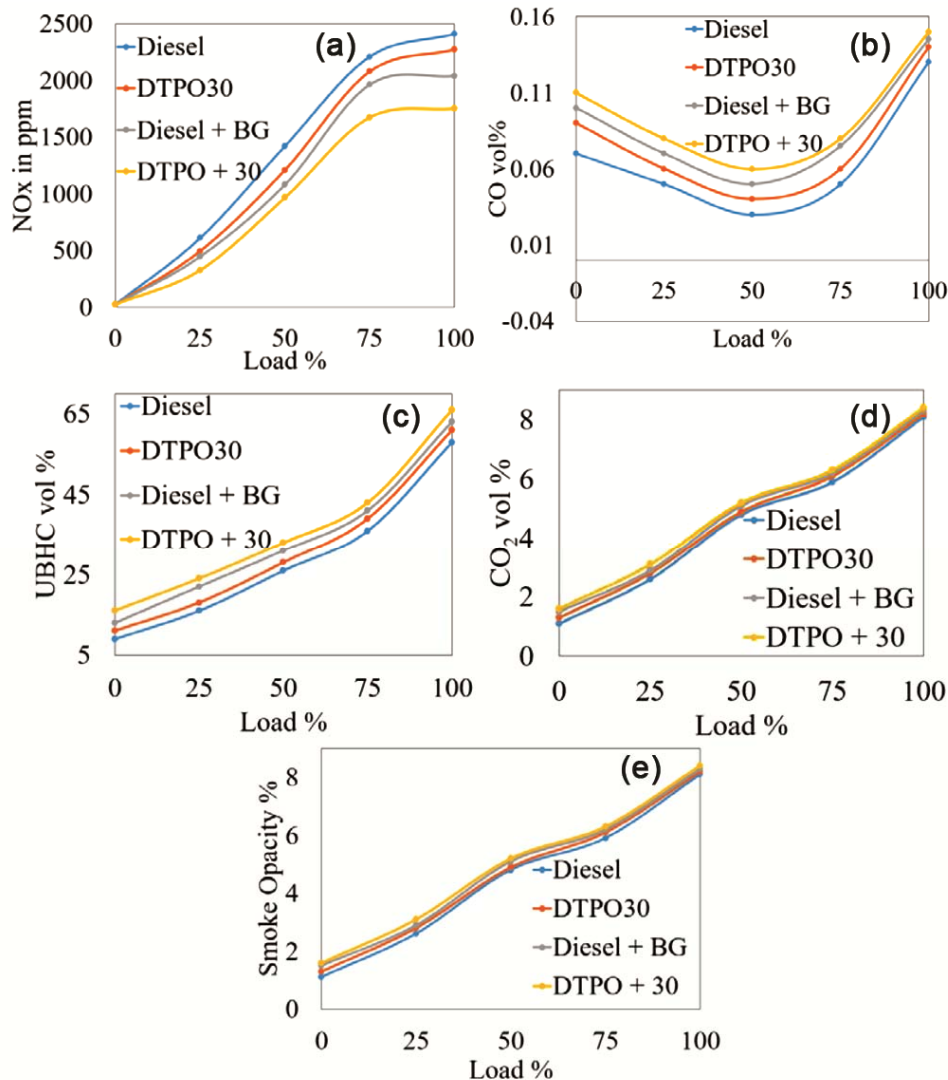 2500
2000
1500
1000
500
0
NOx in ppm
(a)
Diesel
DTPO30
Diesel + BG
DTPO + 30
0 25 50 75 100
Load %
0.16
0.11
0.06
0.01
-0.04
CO vol%
(b)
Diesel
DTPO30
Diesel + BG
DTPO + 30
0 25 50 75 100
Load %
65
45
25
5
UBHC vol %
(c)
Diesel
DTPO30
Diesel + BG
DTPO + 30
0 25 50 75 100
Load %
8
6
4
2
0
CO2 vol %
(d)
Diesel
DTPO30
Diesel + BG
DTPO + 30
0 25 50 75 100
Load %
8
6
4
2
0
Smoke Opacity %
(e)
Diesel
DTPO30
Diesel + BG
DTPO + 30
0 25 50 75 100
Load %